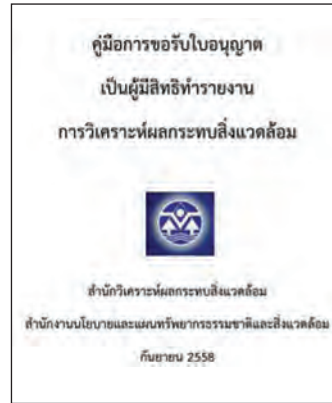 คู่มือการขอรับใบอนุญาต
เป็นผู้มีสิทธิทำรายงาน
การวิเคราะห์ผลกระทบสิ่งแวดล้อม
สำนักวิเคราะห์ผลกระทบสิ่งแวดล้อม
สำนักงานนโยบายและแผนทรัพยากรธรรมชาติและสิ่งแวดล้อม
กันยายน 2558